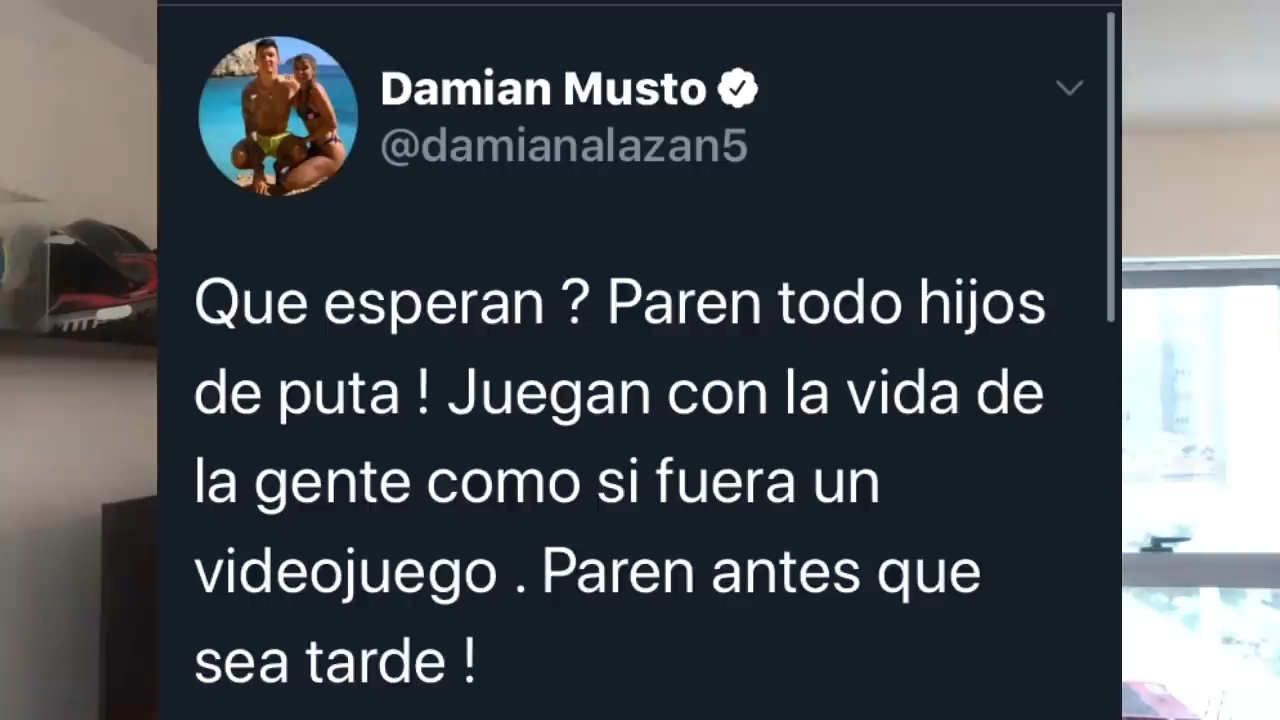 Damian Musto
@damianalazan5
Que esperan ? Paren todo hijos
de puta ! Juegan con la vida de
la gente como si fuera un
videojuego . Paren antes que
sea tarde !